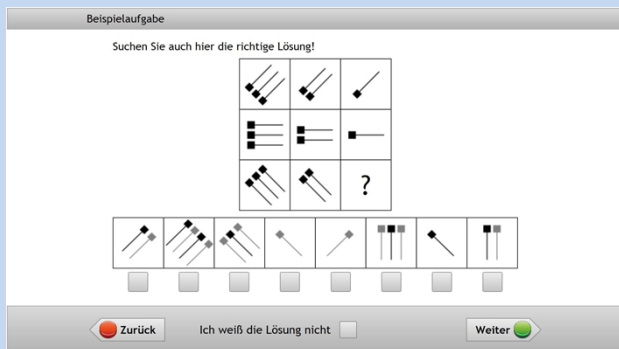 Beispielaufgabe
Suchen Sie auch hier die richtige Lösung!
?
Zurück
Ich weiß die Lösung nicht
Weiter